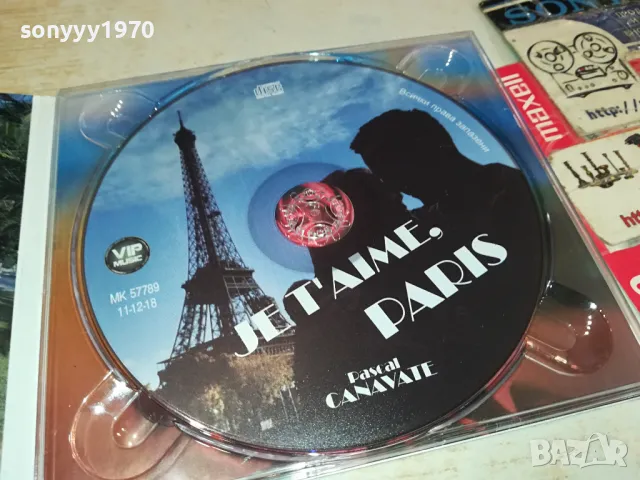 sonyyy1970
SONY
maxell
http://
Всички права запазени
VIP
MUSIC
MK 57789
11-12-18
JE T'AIME,
PARIS
Pascal
CANAVATE
BAZAR